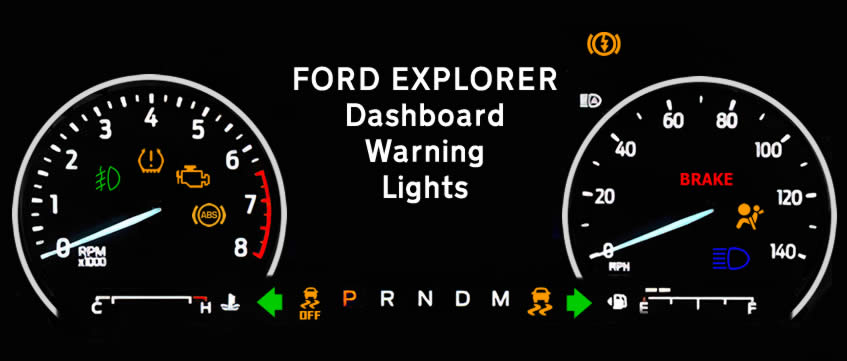 FORD EXPLORER
Dashboard
Warning
Lights
0 1 2 3 4 5 6 7 8
RPM
x1000
ABS
C H
OFF
P R N D M
A
0 20 40 60 80 100 120 140
MPH
BRAKE
E F